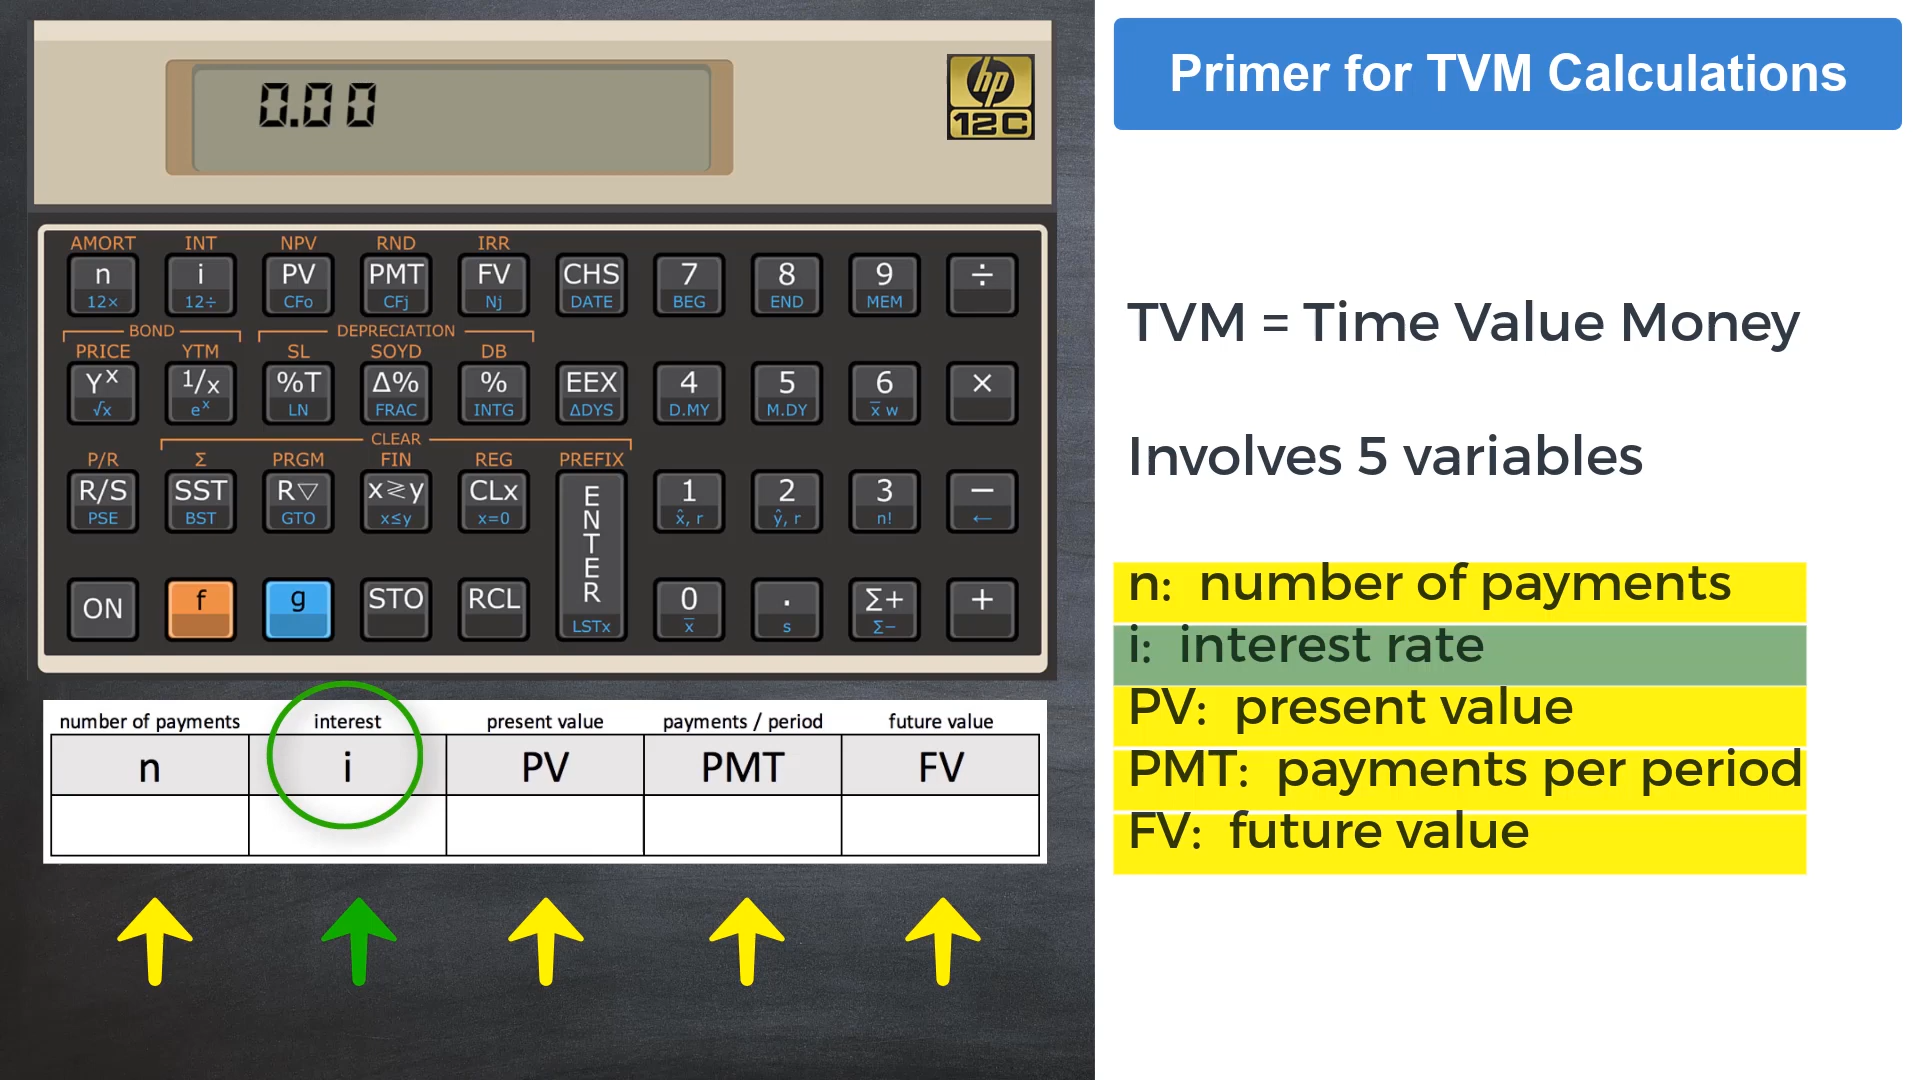 0.00
hp
12C
AMORT INT NPV RND IRR
n i PV PMT FV CHS 7 8 9 ÷
12× 12÷ CFo CFj Nj DATE BEG END MEM
BOND DEPRECIATION
PRICE YTM SL SOYD DB
Yˣ 1/x %T Δ% % EEX 4 5 6 ×
√x eˣ LN FRAC INTG ΔDYS D.MY M.DY x̅ w
CLEAR
P/R Σ PRGM FIN REG PREFIX
R/S SST R▽ x≷y CLx ENTER 1 2 3 −
PSE BST GTO x≤y x=0 x̂, r ŷ, r n! ←
ON f g STO RCL 0 . Σ+ +
LSTx x̅ s Σ−
number of payments interest present value payments / period future value
n i PV PMT FV
Primer for TVM Calculations
TVM = Time Value Money
Involves 5 variables
n: number of payments
i: interest rate
PV: present value
PMT: payments per period
FV: future value